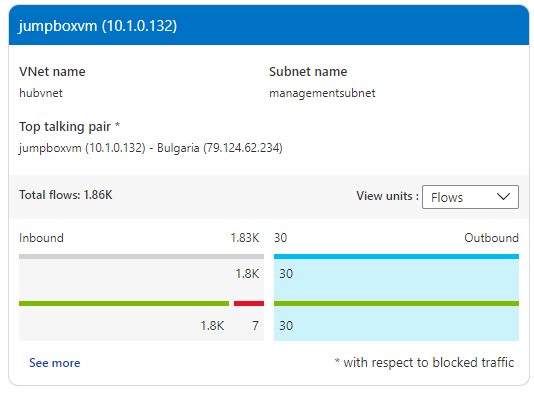 jumpboxvm (10.1.0.132)
VNet name Subnet name
hubvnet managementsubnet
Top talking pair *
jumpboxvm (10.1.0.132) - Bulgaria (79.124.62.234)
Total flows: 1.86K View units : Flows
Inbound 1.83K 30 Outbound
1.8K 30
1.8K 7 30
See more * with respect to blocked traffic